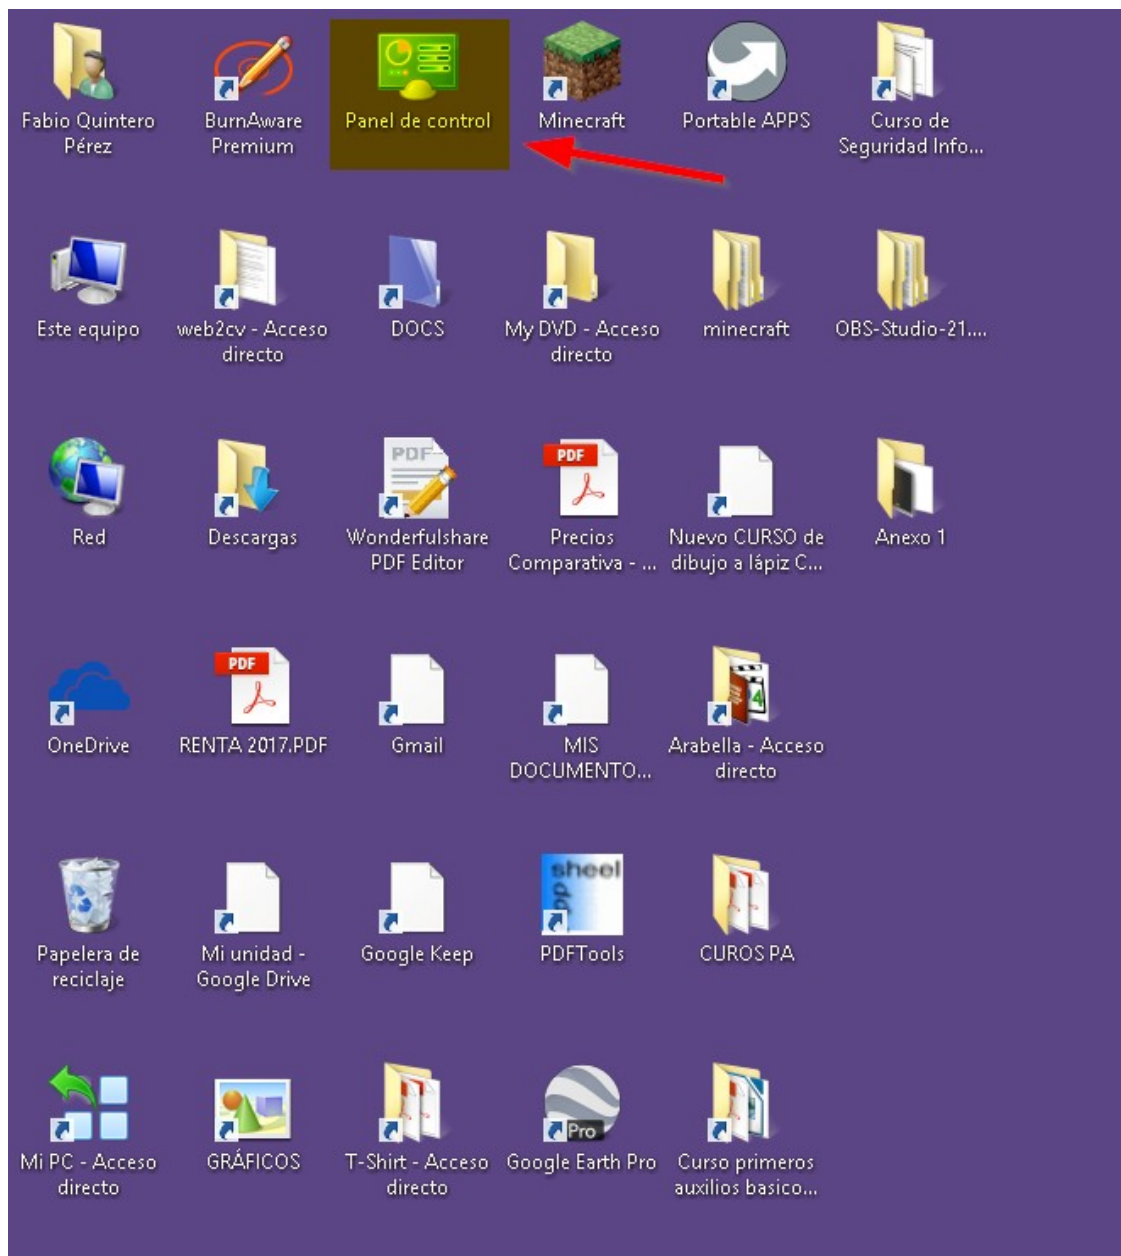 Fabio Quintero
Pérez
BurnAware
Premium
Panel de control
Minecraft
Portable APPS
Curso de
Seguridad Info...
Este equipo
web2cv - Acceso
directo
DOCS
My DVD - Acceso
directo
minecraft
OBS-Studio-21....
Red
Descargas
PDF
Wonderfulshare
PDF Editor
PDF
Precios
Comparativa - ...
Nuevo CURSO de
dibujo a lápiz C...
Anexo 1
OneDrive
PDF
RENTA 2017.PDF
Gmail
MIS
DOCUMENTO...
4
Arabella - Acceso
directo
Papelera de
reciclaje
Mi unidad -
Google Drive
Google Keep
sheel
pp
PDFTools
CUROS PA
Mi PC - Acceso
directo
GRÁFICOS
T-Shirt - Acceso
directo
Pro
Google Earth Pro
Curso primeros
auxilios basico...